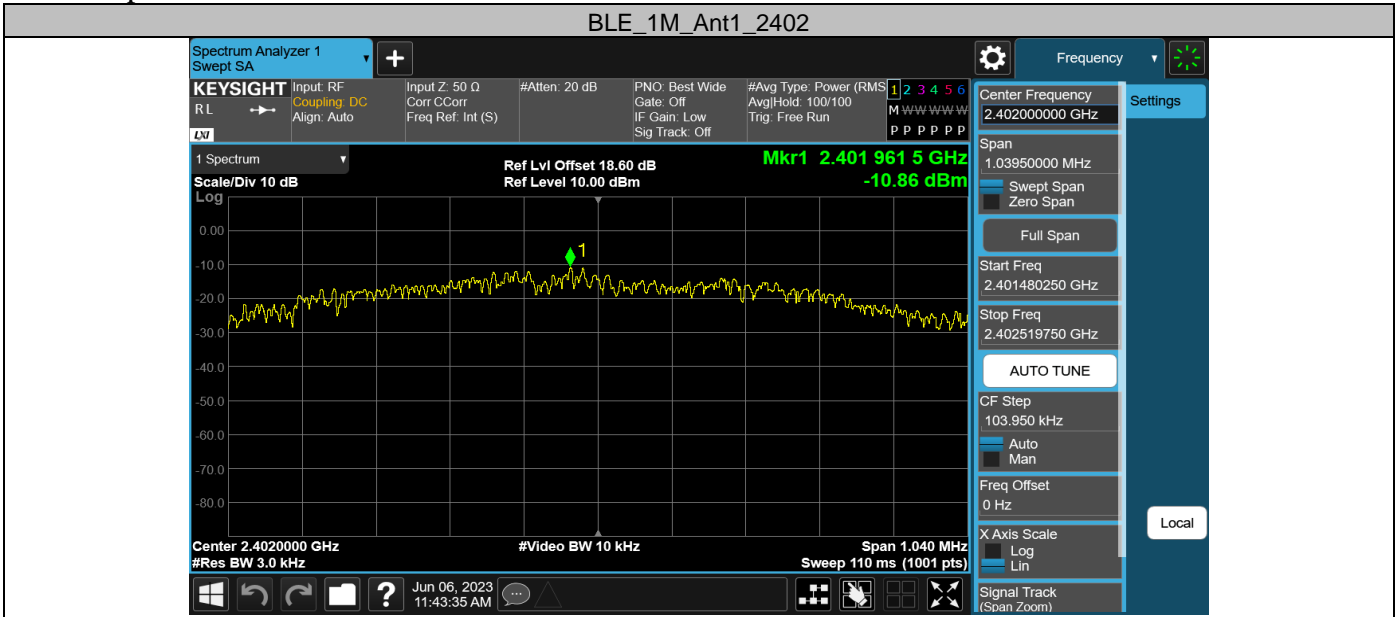 BLE_1M_Ant1_2402
Spectrum Analyzer 1
Swept SA
Frequency
KEYSIGHT
RL
LXI
Input: RF
Coupling: DC
Align: Auto
Input Z: 50 Ω
Corr CCorr
Freq Ref: Int (S)
#Atten: 20 dB
PNO: Best Wide
Gate: Off
IF Gain: Low
Sig Track: Off
#Avg Type: Power (RMS
Avg|Hold: 100/100
Trig: Free Run
1 2 3 4 5 6
M W W W W W
P P P P P P
1 Spectrum
Scale/Div 10 dB
Log
Ref Lvl Offset 18.60 dB
Ref Level 10.00 dBm
Mkr1 2.401 961 5 GHz
-10.86 dBm
1
0.00
-10.0
-20.0
-30.0
-40.0
-50.0
-60.0
-70.0
-80.0
Center 2.4020000 GHz
#Res BW 3.0 kHz
#Video BW 10 kHz
Span 1.040 MHz
Sweep 110 ms (1001 pts)
Center Frequency
2.402000000 GHz
Settings
Span
1.03950000 MHz
Swept Span
Zero Span
Full Span
Start Freq
2.401480250 GHz
Stop Freq
2.402519750 GHz
AUTO TUNE
CF Step
103.950 kHz
Auto
Man
Freq Offset
0 Hz
X Axis Scale
Log
Lin
Local
Signal Track
(Span Zoom)
?
Jun 06, 2023
11:43:35 AM